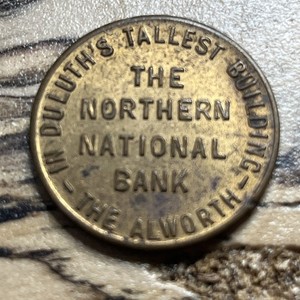 IN DULUTH'S TALLEST BUILDING
THE
NORTHERN
NATIONAL
BANK
— THE ALWORTH —